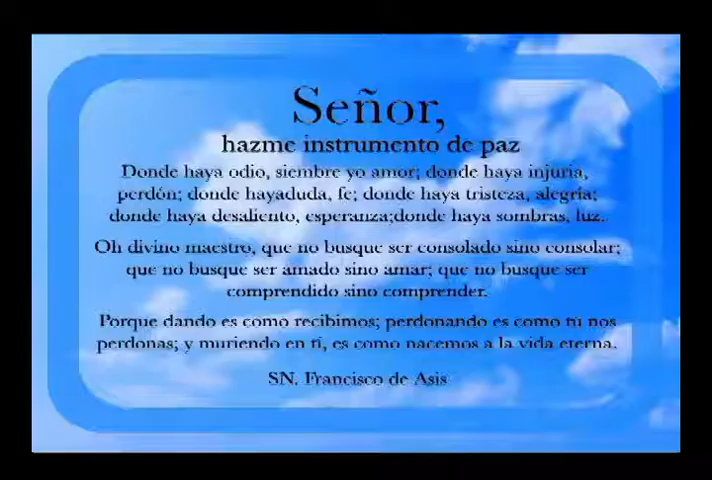 Señor,
hazme instrumento de paz
Donde haya odio, siembre yo amor; donde haya injuria,
perdón; donde hayaduda, fe; donde haya tristeza, alegría;
donde haya desaliento, esperanza;donde haya sombras, luz.
Oh divino maestro, que no busque ser consolado sino consolar;
que no busque ser amado sino amar; que no busque ser
comprendido sino comprender.
Porque dando es como recibimos; perdonando es como tu nos
perdonas; y muriendo en tí, es como nacemos a la vida eterna.
SN. Francisco de Asis